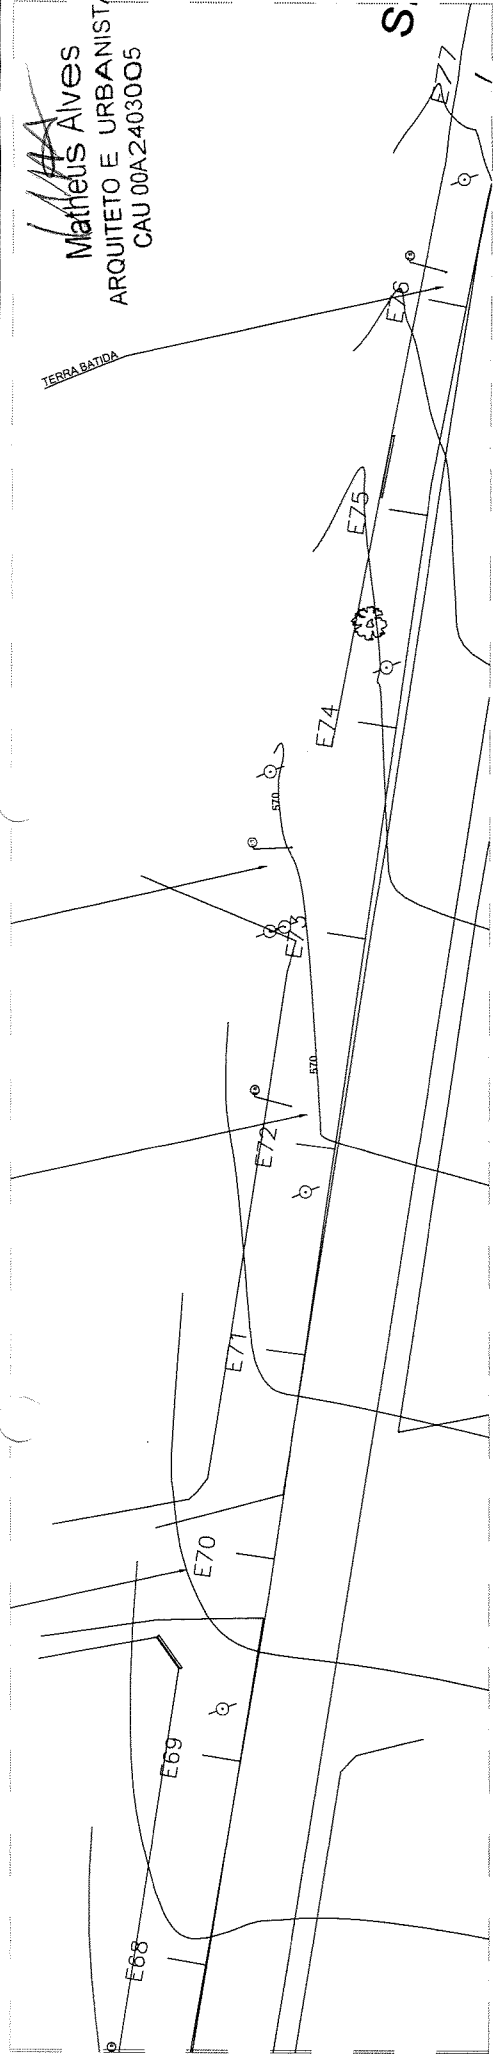 Matheus Alves
ARQUITETO E URBANIST
CAU 00A2403005
S
TERRA BATIDA
E77
E76
E75
E74
570
E73
570
E72
E71
E70
E69
E68